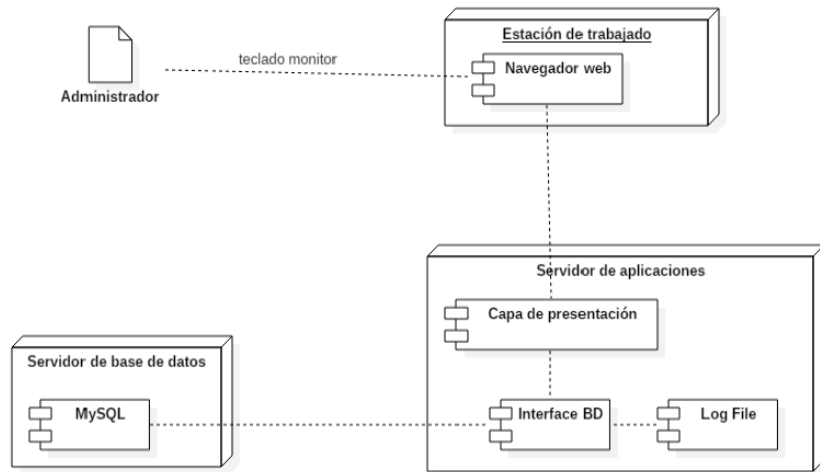 Estación de trabajado
teclado monitor
Navegador web
Administrador
Servidor de aplicaciones
Capa de presentación
Servidor de base de datos
MySQL
Interface BD
Log File